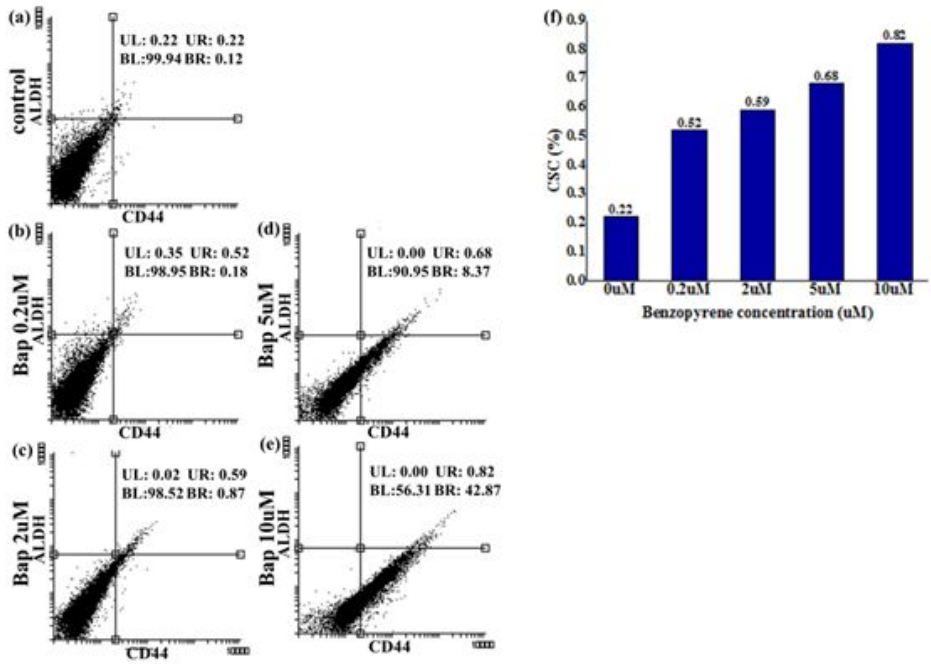 (a)
control
ALDH
UL: 0.22 UR: 0.22
BL:99.94 BR: 0.12
CD44
(b)
Bap 0.2uM
ALDH
UL: 0.35 UR: 0.52
BL:98.95 BR: 0.18
CD44
(c)
Bap 2uM
ALDH
UL: 0.02 UR: 0.59
BL:98.52 BR: 0.87
CD44
(d)
Bap 5uM
ALDH
UL: 0.00 UR: 0.68
BL:90.95 BR: 8.37
CD44
(e)
Bap 10uM
ALDH
UL: 0.00 UR: 0.82
BL:56.31 BR: 42.87
CD44
(f)
CSC (%)
0.9
0.8
0.7
0.6
0.5
0.4
0.3
0.2
0.1
0.0
0.22
0.52
0.59
0.68
0.82
0uM 0.2uM 2uM 5uM 10uM
Benzopyrene concentration (uM)